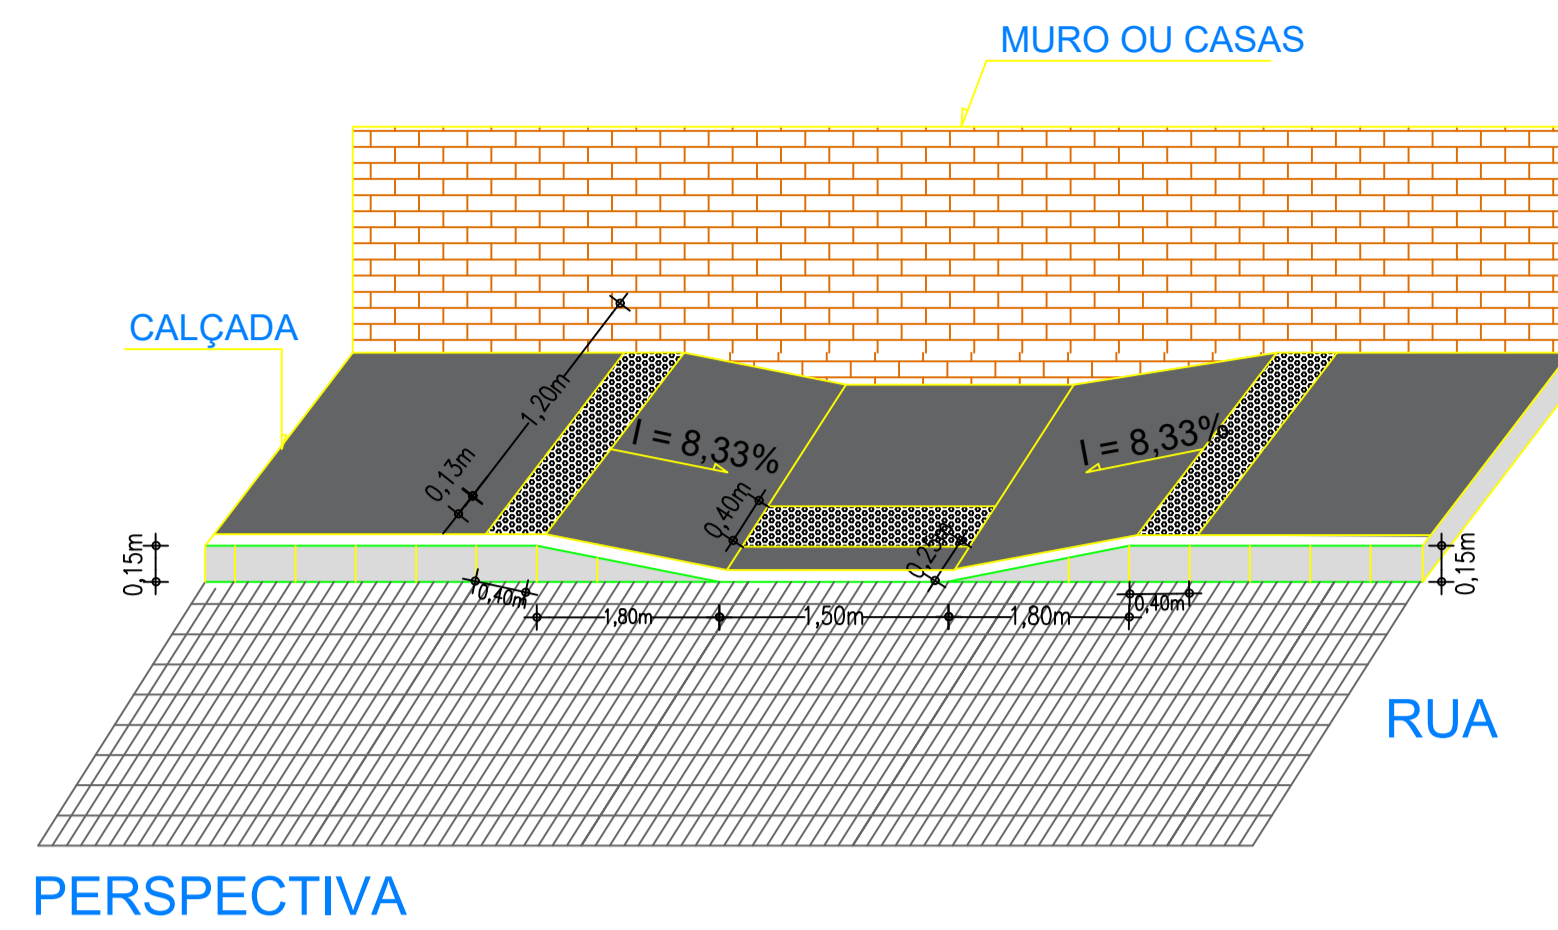 MURO OU CASAS
CALÇADA
1,20m
I = 8,33%
I = 8,33%
0,13m
0,40m
0,15m
0,15m
0,40m
0,40m
1,80m
1,50m
1,80m
RUA
PERSPECTIVA